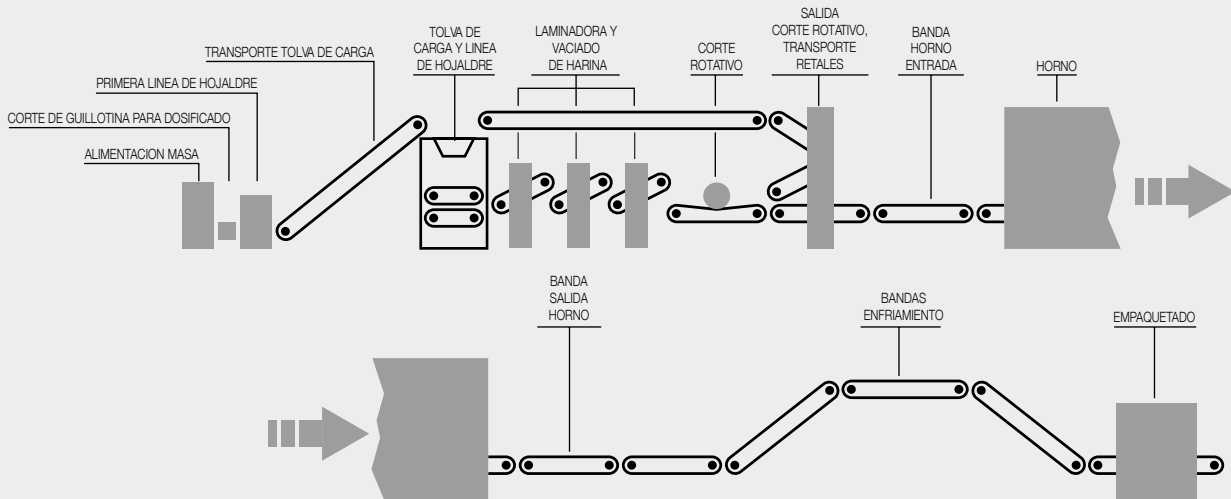 TRANSPORTE TOLVA DE CARGA
PRIMERA LINEA DE HOJALDRE
CORTE DE GUILLOTINA PARA DOSIFICADO
ALIMENTACION MASA
TOLVA DE
CARGA Y LINEA
DE HOJALDRE
LAMINADORA Y
VACIADO
DE HARINA
CORTE
ROTATIVO
SALIDA
CORTE ROTATIVO,
TRANSPORTE
RETALES
BANDA
HORNO
ENTRADA
HORNO
BANDA
SALIDA
HORNO
BANDAS
ENFRIAMIENTO
EMPAQUETADO